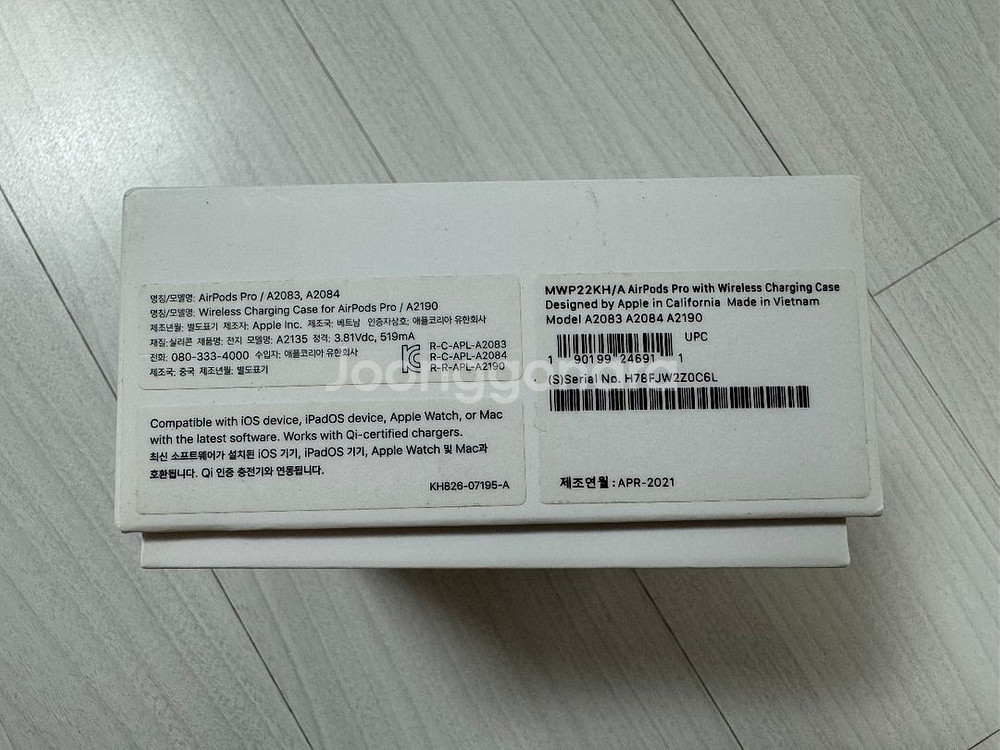 명칭/모델명: AirPods Pro / A2083, A2084
명칭/모델명: Wireless Charging Case for AirPods Pro / A2190
제조년월: 별도표기 제조자: Apple Inc. 제조국: 베트남 인증자상호: 애플코리아 유한회사
재질: 실리콘 제품명: 전지 모델명: A2135 정격: 3.81Vdc, 519mA
전화: 080-333-4000 수입자: 애플코리아 유한회사
제조국: 중국 제조년월: 별도표기
R-C-APL-A2083
R-C-APL-A2084
R-R-APL-A2190
Compatible with iOS device, iPadOS device, Apple Watch, or Mac
with the latest software. Works with Qi-certified chargers.
최신 소프트웨어가 설치된 iOS 기기, iPadOS 기기, Apple Watch 및 Mac과
호환됩니다. Qi 인증 충전기와 연동됩니다.
KH826-07195-A
MWP22KH/A AirPods Pro with Wireless Charging Case
Designed by Apple in California Made in Vietnam
Model A2083 A2084 A2190
UPC
1 90199 24691 1
(S)Serial No. H78FJW2Z0C6L
제조연월 : APR-2021
Joonggonara